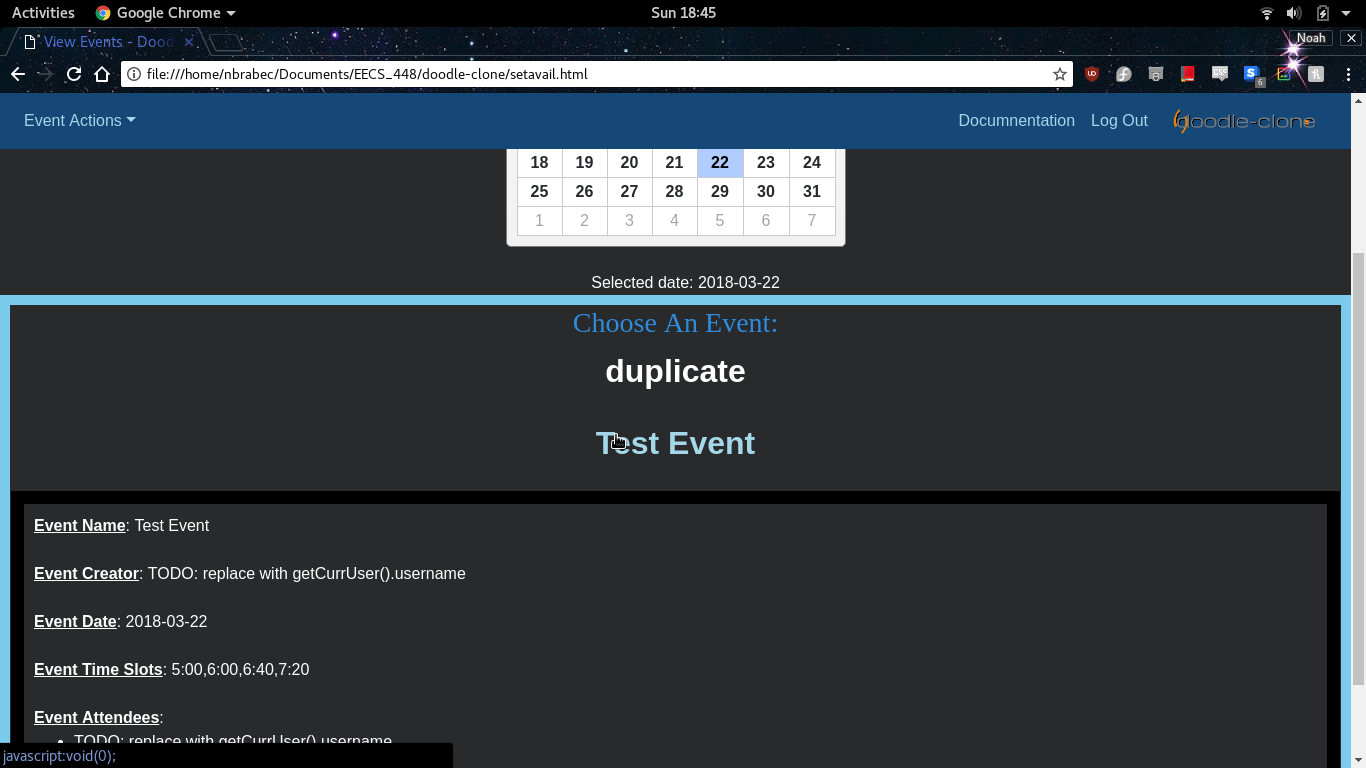 Activities Google Chrome Sun 18:45
View Events - Dood Noah
file:///home/nbrabec/Documents/EECS_448/doodle-clone/setavail.html
Event Actions Documnentation Log Out doodle-clone
18 19 20 21 22 23 24
25 26 27 28 29 30 31
1 2 3 4 5 6 7
Selected date: 2018-03-22
Choose An Event:
duplicate
Test Event
Event Name: Test Event
Event Creator: TODO: replace with getCurrUser().username
Event Date: 2018-03-22
Event Time Slots: 5:00,6:00,6:40,7:20
Event Attendees:
• TODO: replace with getCurrUser().username
javascript:void(0);